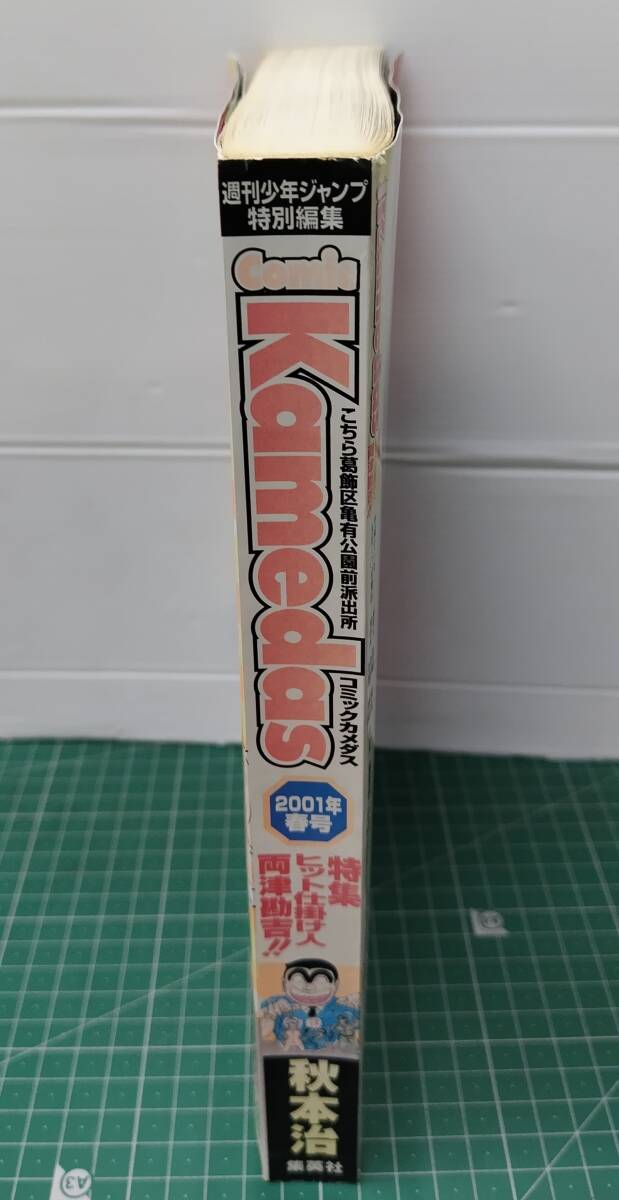 週刊少年ジャンプ
特別編集
Comic
Kamedas
こちら葛飾区亀有公園前派出所
コミックカメダス
2001年
春号
特集
ヒット仕掛け人
両津勘吉!!
秋本治
集英社
A3